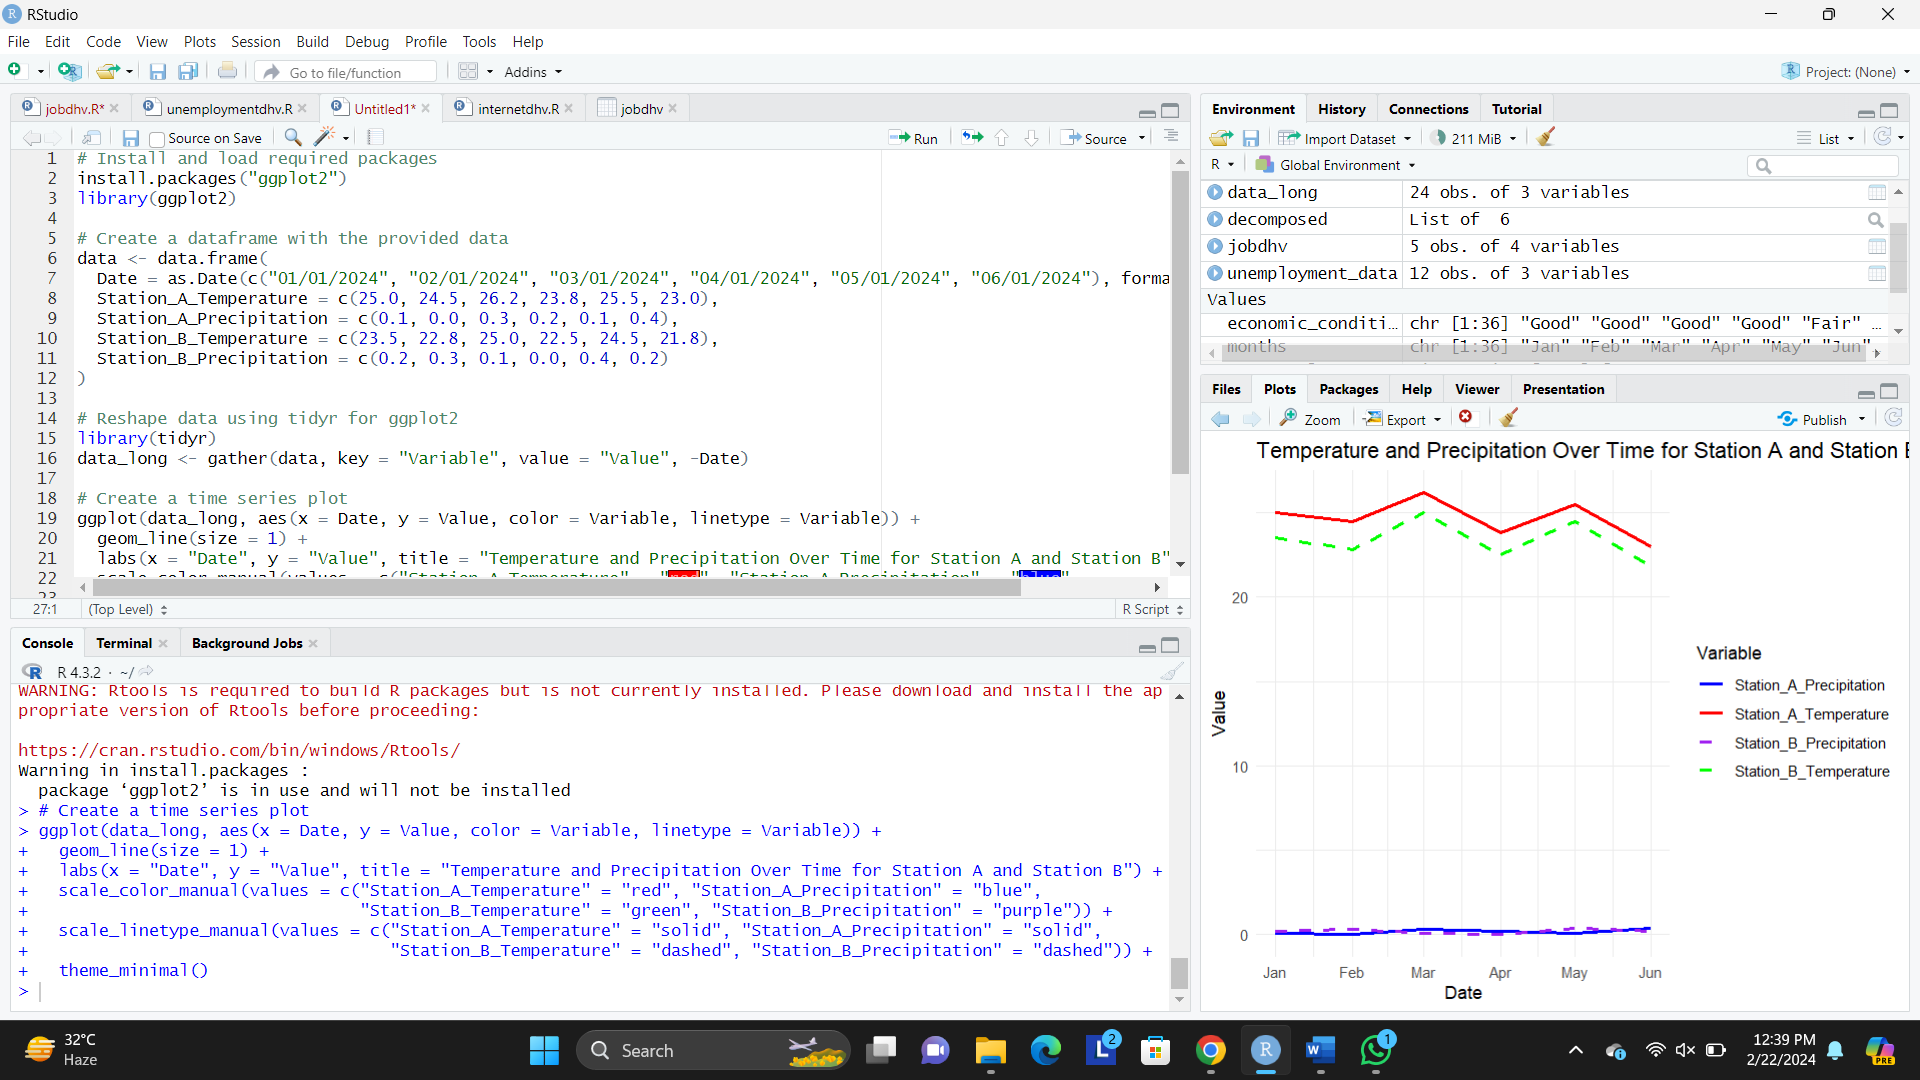 RStudio
File Edit Code View Plots Session Build Debug Profile Tools Help
Go to file/function Addins Project: (None)
jobdhv.R* unemploymentdhv.R Untitled1* internetdhv.R jobdhv
Source on Save Run Source
1 # Install and load required packages
2 install.packages("ggplot2")
3 library(ggplot2)
4
5 # Create a dataframe with the provided data
6 data <- data.frame(
7 Date = as.Date(c("01/01/2024", "02/01/2024", "03/01/2024", "04/01/2024", "05/01/2024", "06/01/2024"), forma
8 Station_A_Temperature = c(25.0, 24.5, 26.2, 23.8, 25.5, 23.0),
9 Station_A_Precipitation = c(0.1, 0.0, 0.3, 0.2, 0.1, 0.4),
10 Station_B_Temperature = c(23.5, 22.8, 25.0, 22.5, 24.5, 21.8),
11 Station_B_Precipitation = c(0.2, 0.3, 0.1, 0.0, 0.4, 0.2)
12 )
13
14 # Reshape data using tidyr for ggplot2
15 library(tidyr)
16 data_long <- gather(data, key = "Variable", value = "Value", -Date)
17
18 # Create a time series plot
19 ggplot(data_long, aes(x = Date, y = Value, color = Variable, linetype = Variable)) +
20 geom_line(size = 1) +
21 labs(x = "Date", y = "Value", title = "Temperature and Precipitation Over Time for Station A and Station B"
22 scale_color_manual(values = c("Station_A_Temperature" = "red", "Station_A_Precipitation" = "blue"
23
27:1 (Top Level) R Script
Console Terminal Background Jobs
R 4.3.2 · ~/
WARNING: Rtools is required to build R packages but is not currently installed. Please download and install the ap
propriate version of Rtools before proceeding:
https://cran.rstudio.com/bin/windows/Rtools/
Warning in install.packages :
package ‘ggplot2’ is in use and will not be installed
> # Create a time series plot
> ggplot(data_long, aes(x = Date, y = Value, color = Variable, linetype = Variable)) +
+ geom_line(size = 1) +
+ labs(x = "Date", y = "Value", title = "Temperature and Precipitation Over Time for Station A and Station B") +
+ scale_color_manual(values = c("Station_A_Temperature" = "red", "Station_A_Precipitation" = "blue",
+ "Station_B_Temperature" = "green", "Station_B_Precipitation" = "purple")) +
+ scale_linetype_manual(values = c("Station_A_Temperature" = "solid", "Station_A_Precipitation" = "solid",
+ "Station_B_Temperature" = "dashed", "Station_B_Precipitation" = "dashed")) +
+ theme_minimal()
>
Environment History Connections Tutorial
Import Dataset 211 MiB List
R Global Environment
data_long 24 obs. of 3 variables
decomposed List of 6
jobdhv 5 obs. of 4 variables
unemployment_data 12 obs. of 3 variables
Values
economic_conditi… chr [1:36] "Good" "Good" "Good" "Good" "Fair" …
months chr [1:36] "Jan" "Feb" "Mar" "Apr" "May" "Jun"
Files Plots Packages Help Viewer Presentation
Zoom Export Publish
Temperature and Precipitation Over Time for Station A and Station B
20
10
0
Value
Jan Feb Mar Apr May Jun
Date
Variable
Station_A_Precipitation
Station_A_Temperature
Station_B_Precipitation
Station_B_Temperature
32°C
Haze
Search
2
1
12:39 PM
2/22/2024
PRE